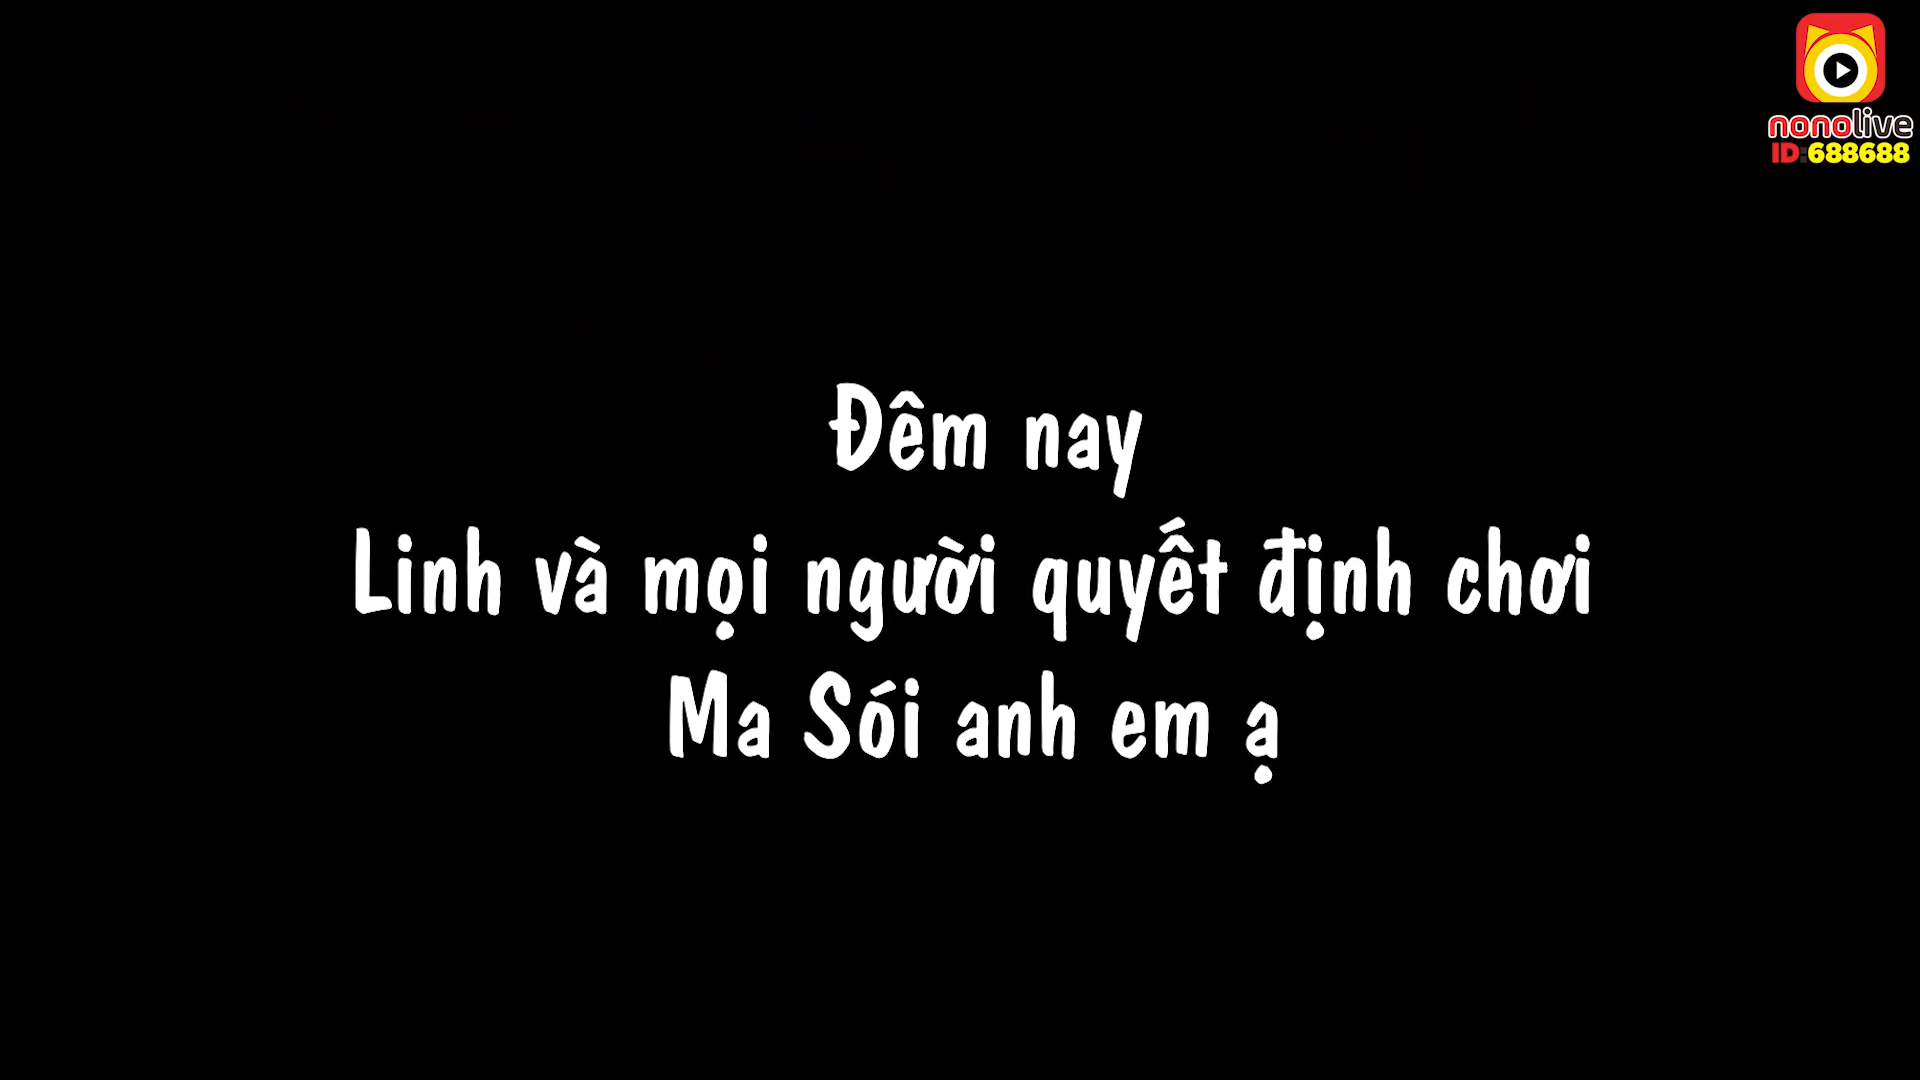 nonolive
ID:688688
Đêm nay
Linh và mọi người quyết định chơi
Ma Sói anh em ạ